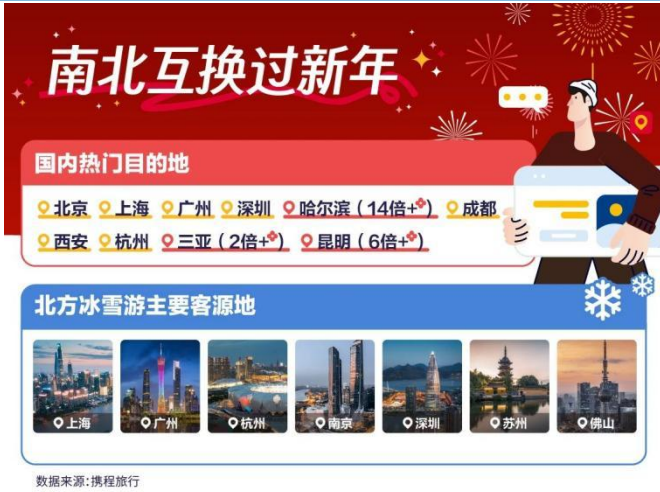 南北互换过新年
国内热门目的地
北京 上海 广州 深圳 哈尔滨（14倍+） 成都
西安 杭州 三亚（2倍+） 昆明（6倍+）
北方冰雪游主要客源地
上海 广州 杭州 南京 深圳 苏州 佛山
数据来源:携程旅行